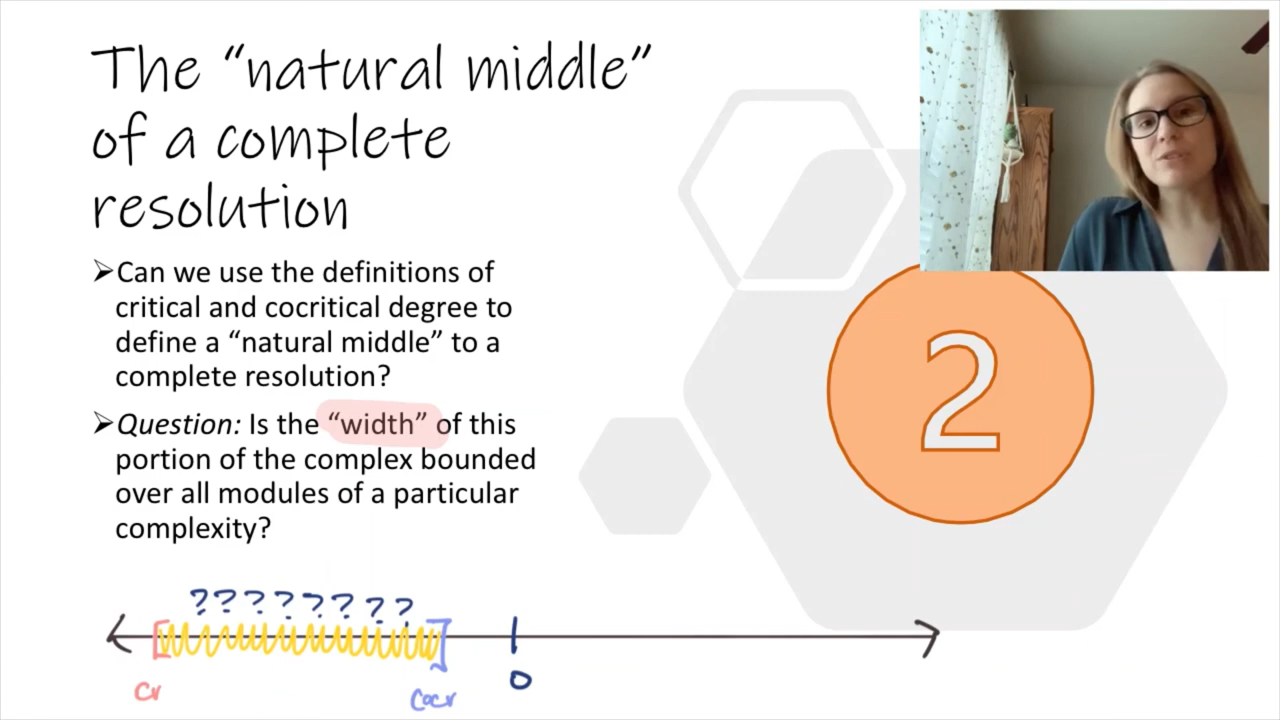 The “natural middle”
of a complete
resolution
➢Can we use the definitions of
critical and cocritical degree to
define a “natural middle” to a
complete resolution?
➢Question: Is the “width” of this
portion of the complex bounded
over all modules of a particular
complexity?
2
????????
0
Cr
Cocr